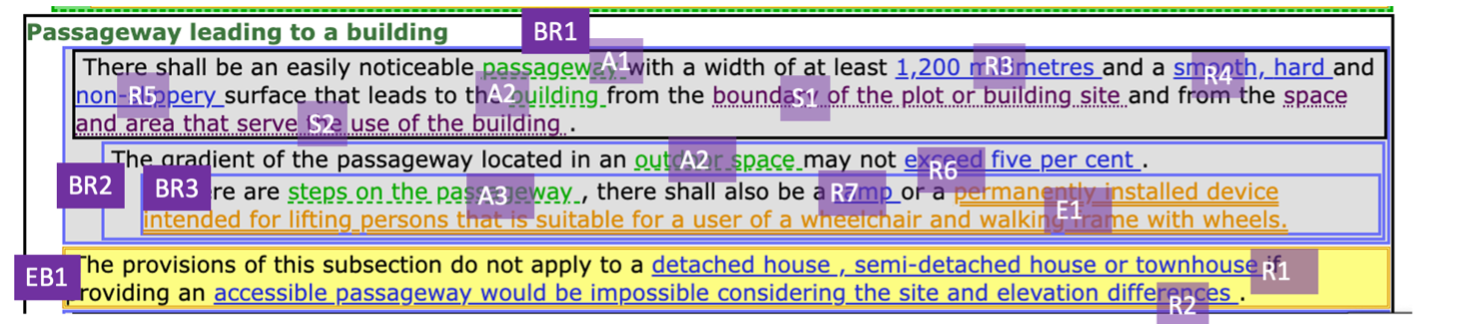 Passageway leading to a building BR1
There shall be an easily noticeable passageway A1 with a width of at least 1,200 millimetres R3 and a smooth, hard R4 and
non-slippery R5 surface that leads to the building A2 from the boundary of the plot or building site S1 and from the space
and area that serve the use of the building S2 .
The gradient of the passageway located in an outdoor space A2 may not exceed five per cent R6 .
BR2 BR3 ere are steps on the passageway A3 , there shall also be a ramp R7 or a permanently installed device
intended for lifting persons that is suitable for a user of a wheelchair and walking frame with wheels. E1
EB1 The provisions of this subsection do not apply to a detached house , semi-detached house or townhouse if R1
roviding an accessible passageway would be impossible considering the site and elevation differences R2 .